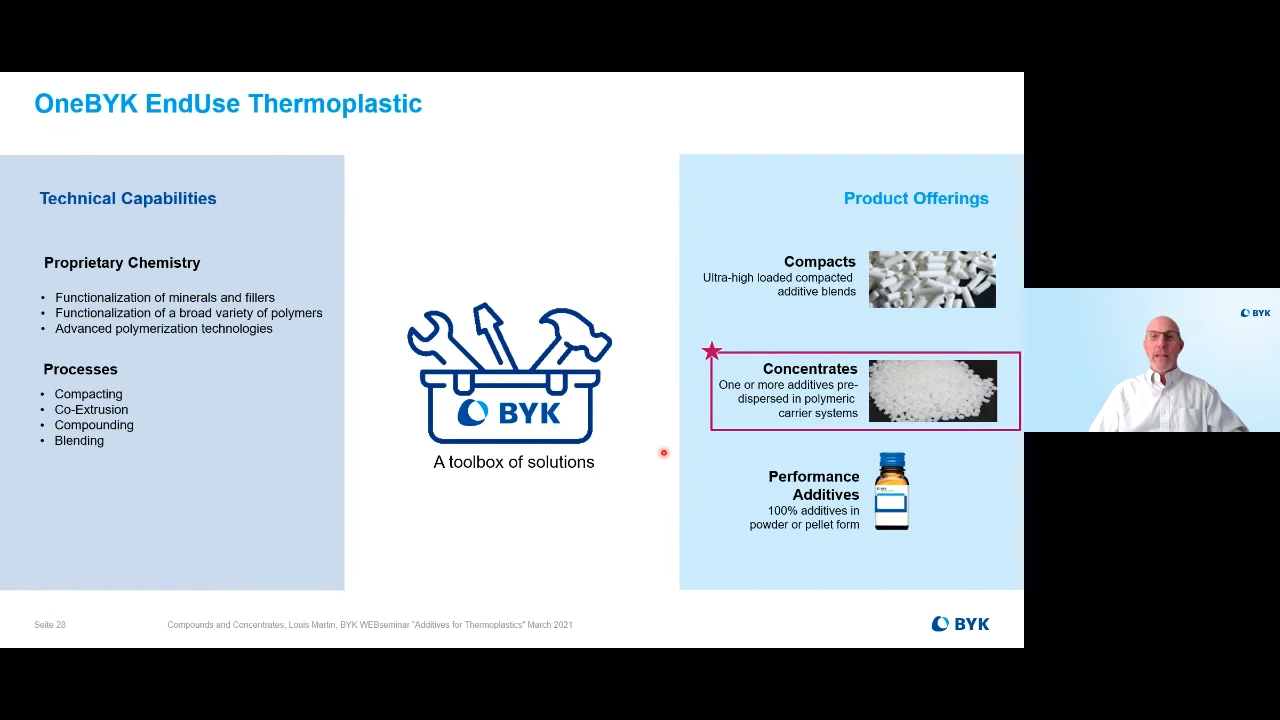 OneBYK EndUse Thermoplastic
Technical Capabilities
Proprietary Chemistry
• Functionalization of minerals and fillers
• Functionalization of a broad variety of polymers
• Advanced polymerization technologies
Processes
• Compacting
• Co-Extrusion
• Compounding
• Blending
BYK
A toolbox of solutions
Product Offerings
Compacts
Ultra-high loaded compacted
additive blends
Concentrates
One or more additives pre-
dispersed in polymeric
carrier systems
Performance
Additives
100% additives in
powder or pellet form
Seite 28
Compounds and Concentrates, Louis Martin, BYK WEBseminar "Additives for Thermoplastics" March 2021
BYK
BYK